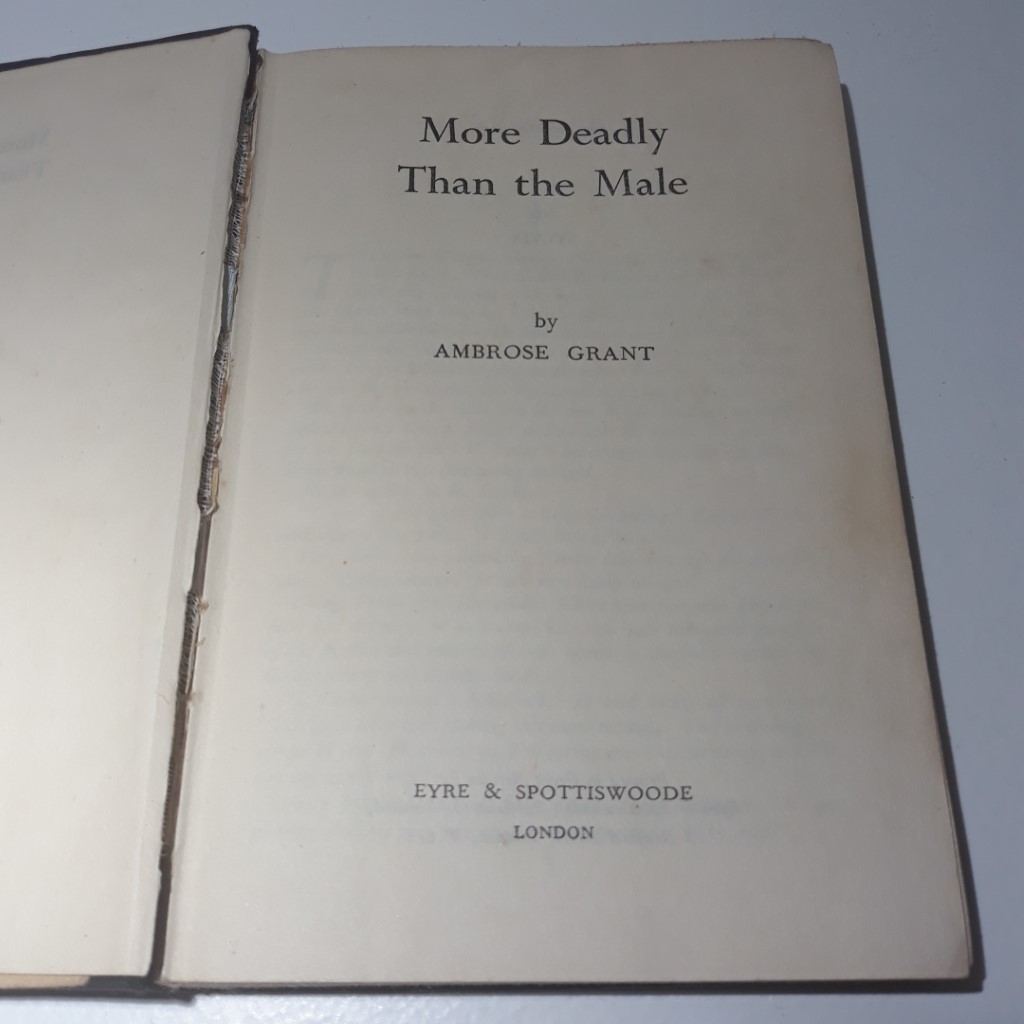 More Deadly
Than the Male
by
AMBROSE GRANT
EYRE & SPOTTISWOODE
LONDON